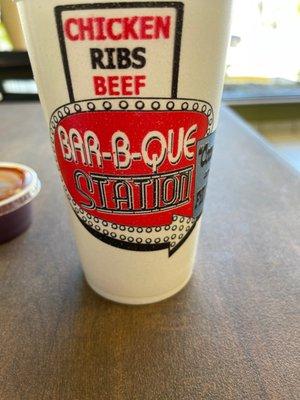 CHICKEN
RIBS
BEEF
BAR-B-QUE
STATION